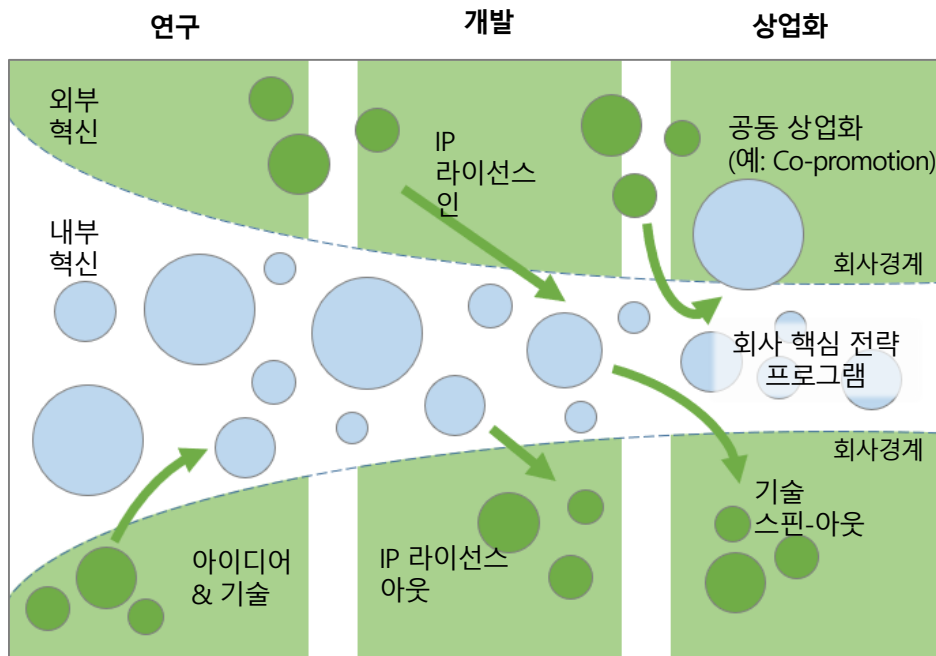 연구
개발
상업화
외부
혁신
IP
라이선스
인
공동 상업화
(예: Co-promotion)
내부
혁신
회사경계
회사 핵심 전략
프로그램
회사경계
아이디어
& 기술
IP 라이선스
아웃
기술
스핀-아웃